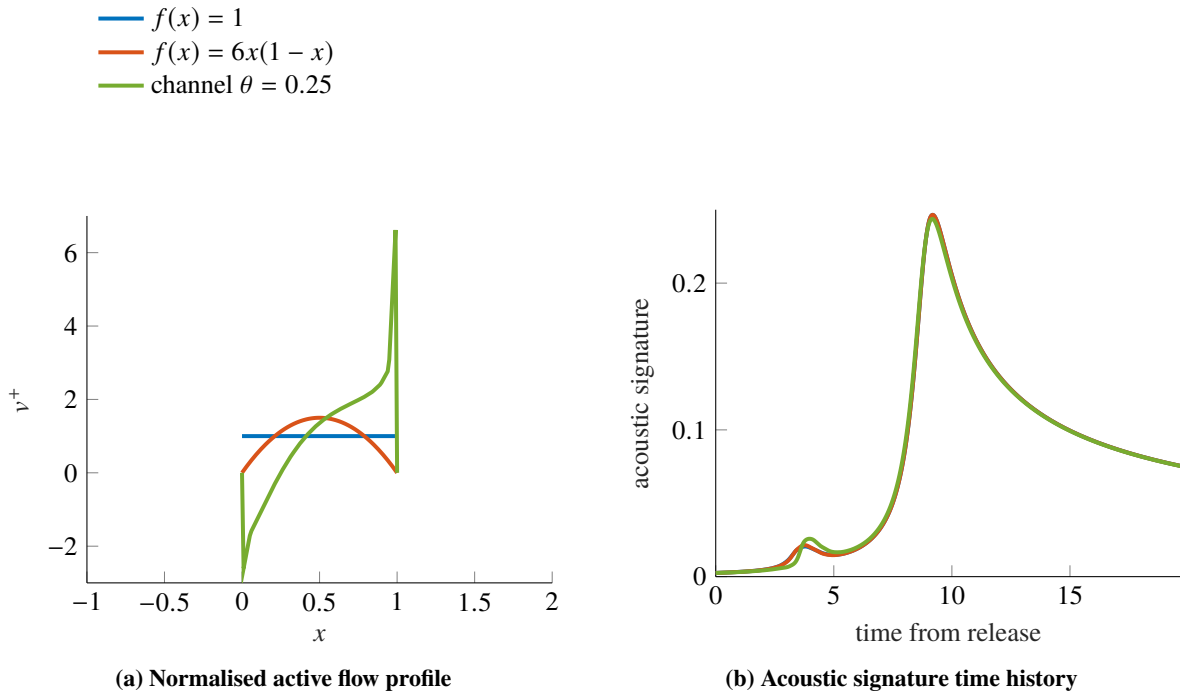 f(x) = 1
f(x) = 6x(1 − x)
channel θ = 0.25
6
4
2
0
−2
v⁺
−1
−0.5
0
0.5
1
1.5
2
x
(a) Normalised active flow profile
0.2
0.1
0
acoustic signature
0
5
10
15
time from release
(b) Acoustic signature time history